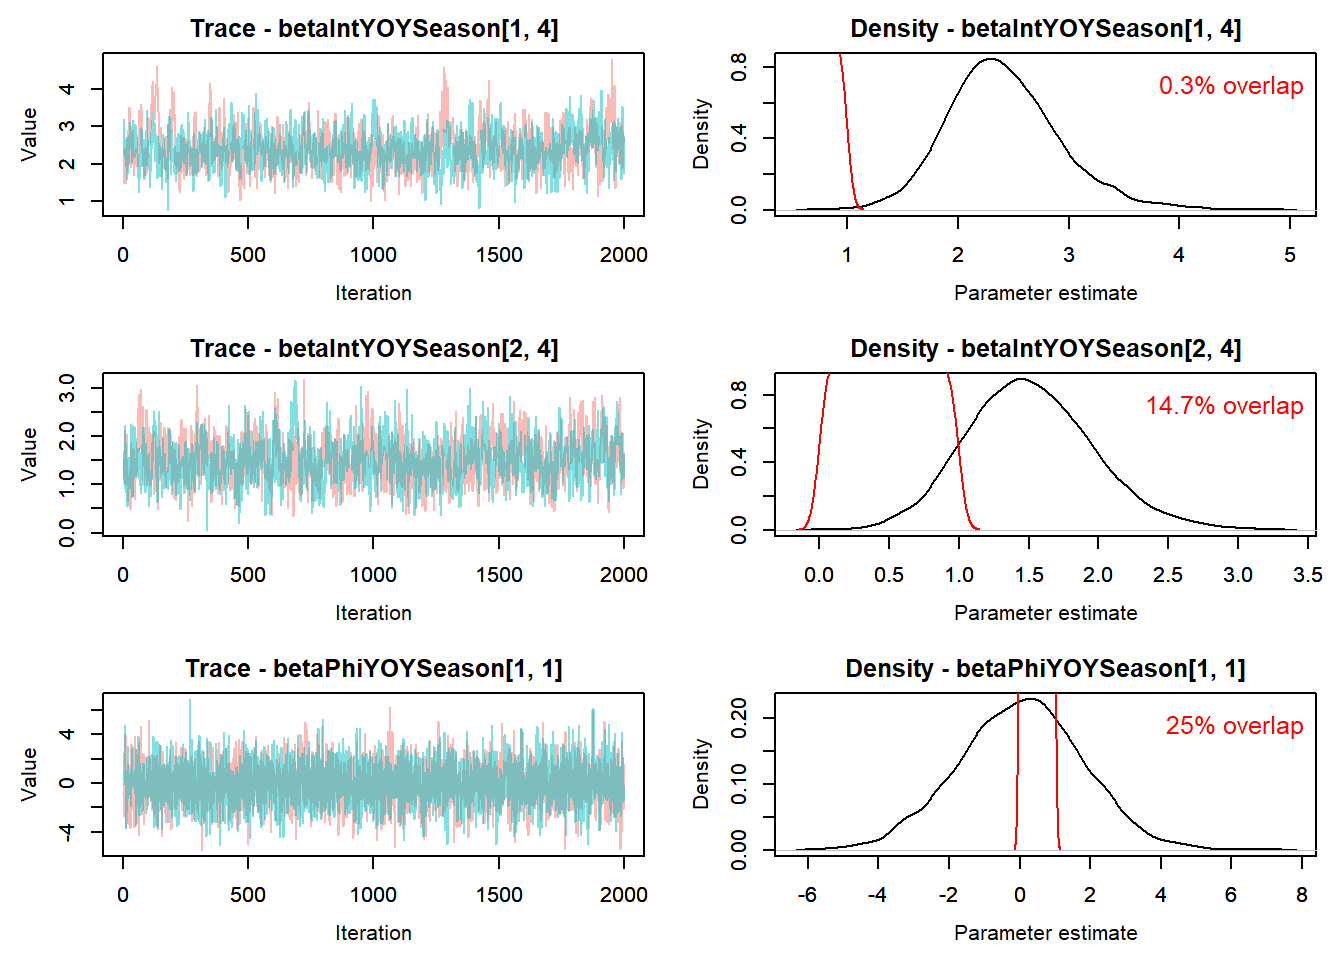 Trace - betaIntYOYSeason[1, 4]
Value
1 2 3 4
0 500 1000 1500 2000
Iteration
Density - betaIntYOYSeason[1, 4]
0.3% overlap
Density
0.0 0.4 0.8
1 2 3 4 5
Parameter estimate
Trace - betaIntYOYSeason[2, 4]
Value
0.0 1.0 2.0 3.0
0 500 1000 1500 2000
Iteration
Density - betaIntYOYSeason[2, 4]
14.7% overlap
Density
0.0 0.4 0.8
0.0 0.5 1.0 1.5 2.0 2.5 3.0 3.5
Parameter estimate
Trace - betaPhiYOYSeason[1, 1]
Value
-4 0 4
0 500 1000 1500 2000
Iteration
Density - betaPhiYOYSeason[1, 1]
25% overlap
Density
0.00 0.10 0.20
-6 -4 -2 0 2 4 6 8
Parameter estimate